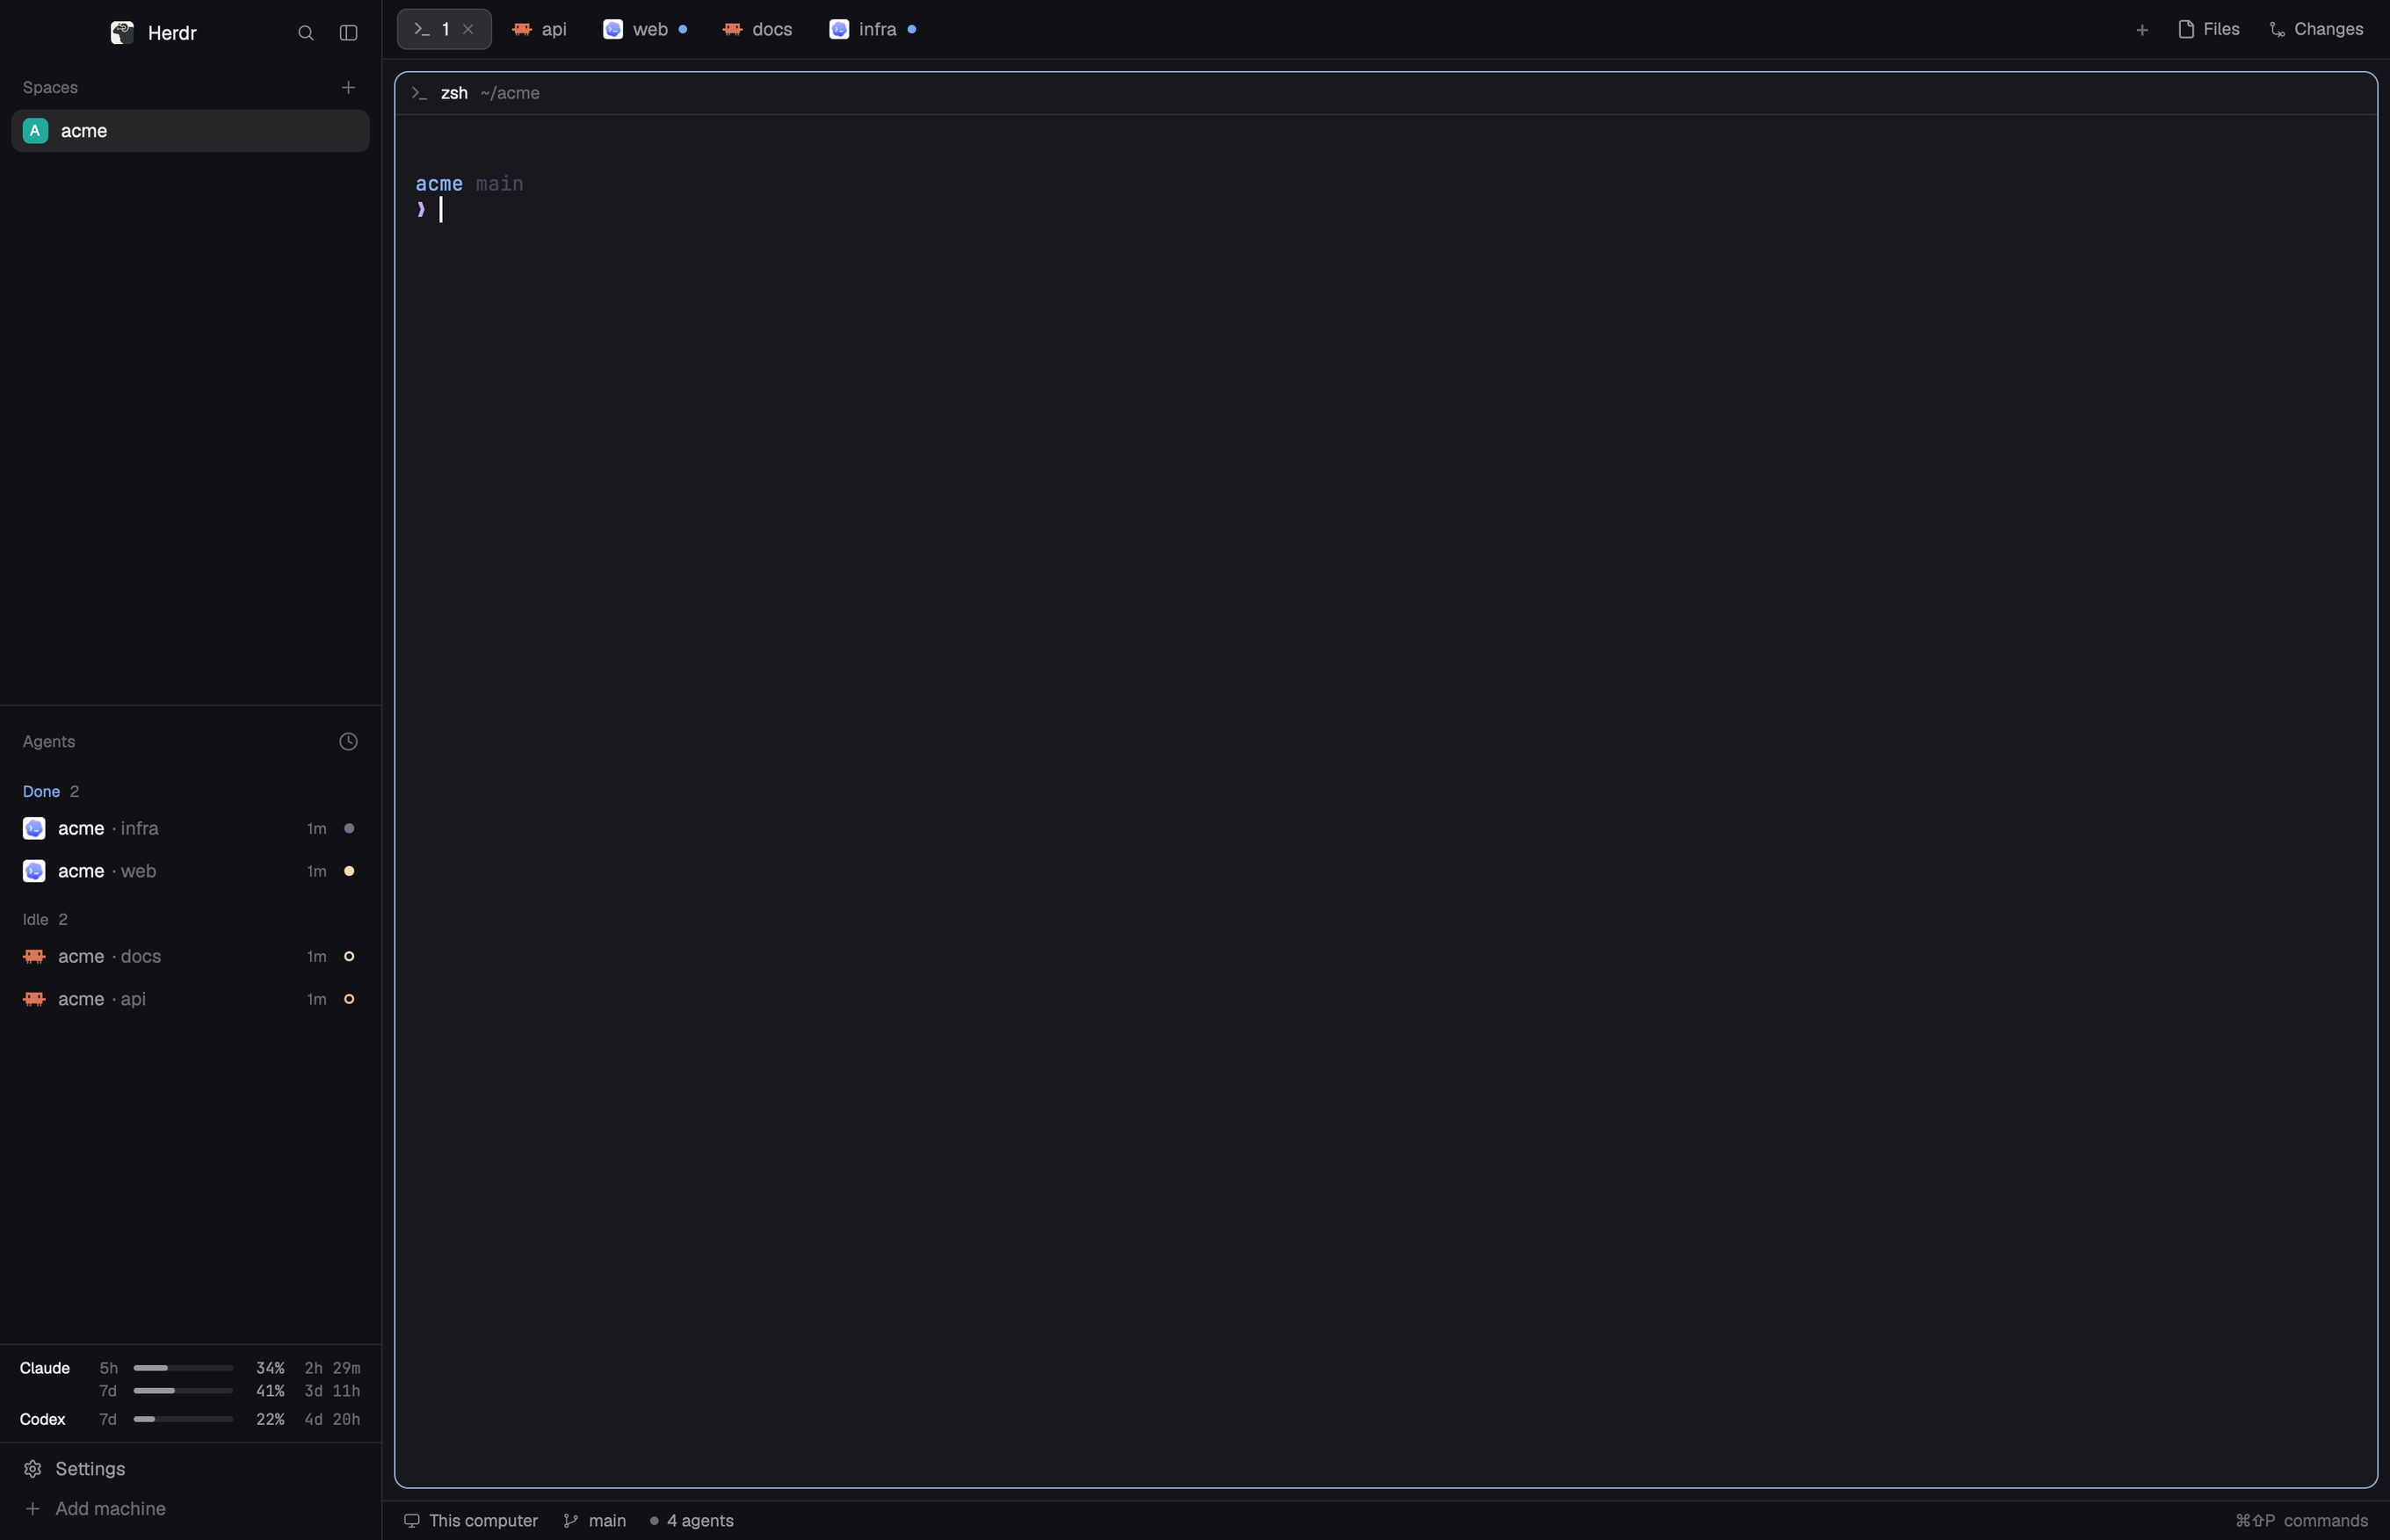 Herdr
Spaces
A acme
Agents
Done 2
acme · infra 1m
acme · web 1m
Idle 2
acme · docs 1m
acme · api 1m
Claude 5h 34% 2h 29m
7d 41% 3d 11h
Codex 7d 22% 4d 20h
Settings
Add machine
1 api web docs infra Files Changes
zsh ~/acme
acme main
❯
This computer main 4 agents ⌘⇧P commands